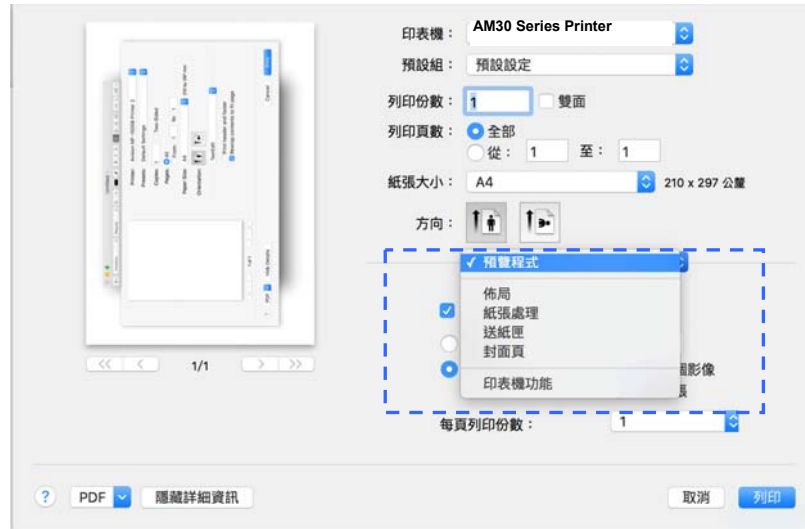 印表機： AM30 Series Printer
預設組： 預設設定
列印份數： 1 雙面
列印頁數： 全部
從： 1 至： 1
紙張大小： A4 210 x 297 公釐
方向：
✓ 預覽程式
佈局
紙張處理
送紙匣
封面頁
印表機功能
個影像
每頁列印份數： 1
1/1
? PDF 隱藏詳細資訊 取消 列印